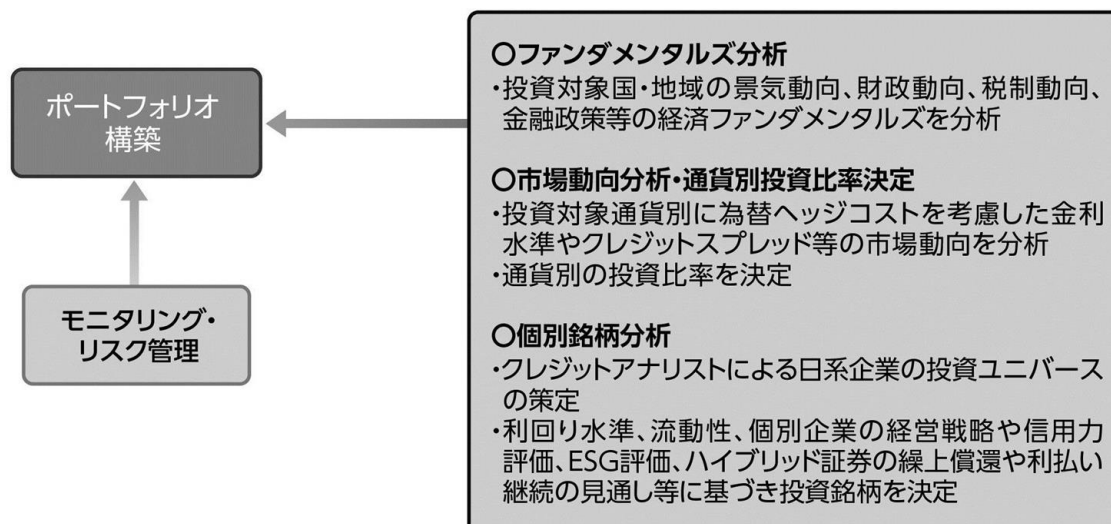 ポートフォリオ
構築
モニタリング・
リスク管理
○ファンダメンタルズ分析
・投資対象国・地域の景気動向、財政動向、税制動向、
金融政策等の経済ファンダメンタルズを分析
○市場動向分析・通貨別投資比率決定
・投資対象通貨別に為替ヘッジコストを考慮した金利
水準やクレジットスプレッド等の市場動向を分析
・通貨別の投資比率を決定
○個別銘柄分析
・クレジットアナリストによる日系企業の投資ユニバース
の策定
・利回り水準、流動性、個別企業の経営戦略や信用力
評価、ESG評価、ハイブリッド証券の繰上償還や利払い
継続の見通し等に基づき投資銘柄を決定